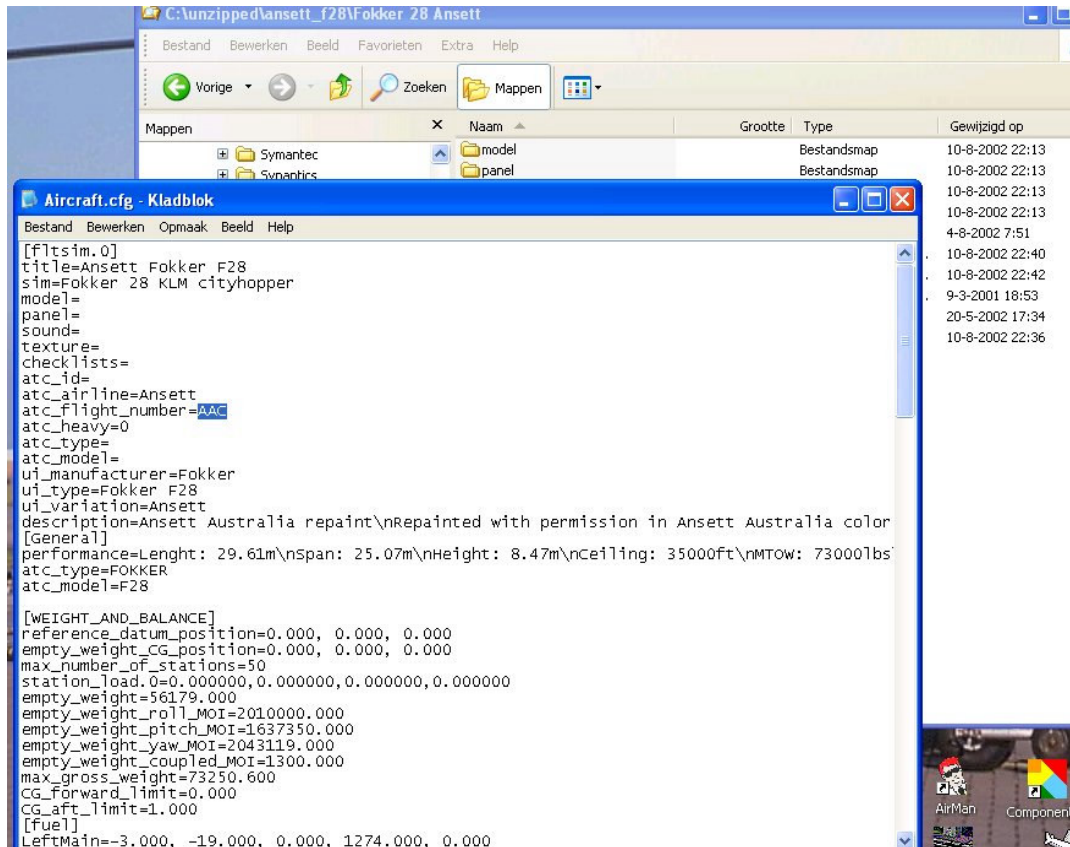 C:\unzipped\ansett_f28\Fokker 28 Ansett
Bestand Bewerken Beeld Favorieten Extra Help
Vorige Zoeken Mappen
Mappen Naam Grootte Type Gewijzigd op
Symantec model Bestandsmap 10-8-2002 22:13
Synaptics panel Bestandsmap 10-8-2002 22:13
10-8-2002 22:13
10-8-2002 22:13
4-8-2002 7:51
10-8-2002 22:40
10-8-2002 22:42
9-3-2001 18:53
20-5-2002 17:34
10-8-2002 22:36
Aircraft.cfg - Kladblok
Bestand Bewerken Opmaak Beeld Help
[fltsim.0]
title=Ansett Fokker F28
sim=Fokker 28 KLM cityhopper
model=
panel=
sound=
texture=
checklists=
atc_id=
atc_airline=Ansett
atc_flight_number=AAC
atc_heavy=0
atc_type=
atc_model=
ui_manufacturer=Fokker
ui_type=Fokker F28
ui_variation=Ansett
description=Ansett Australia repaint\nRepainted with permission in Ansett Australia color
[General]
performance=Lenght: 29.61m\nSpan: 25.07m\nHeight: 8.47m\nCeiling: 35000ft\nMTOW: 73000lbs
atc_type=FOKKER
atc_model=F28
[WEIGHT_AND_BALANCE]
reference_datum_position=0.000, 0.000, 0.000
empty_weight_CG_position=0.000, 0.000, 0.000
max_number_of_stations=50
station_load.0=0.000000,0.000000,0.000000,0.000000
empty_weight=56179.000
empty_weight_roll_MOI=2010000.000
empty_weight_pitch_MOI=1637350.000
empty_weight_yaw_MOI=2043119.000
empty_weight_coupled_MOI=1300.000
max_gross_weight=73250.600
CG_forward_limit=0.000
CG_aft_limit=1.000
[fuel]
LeftMain=-3.000, -19.000, 0.000, 1274.000, 0.000
AirMan Componen